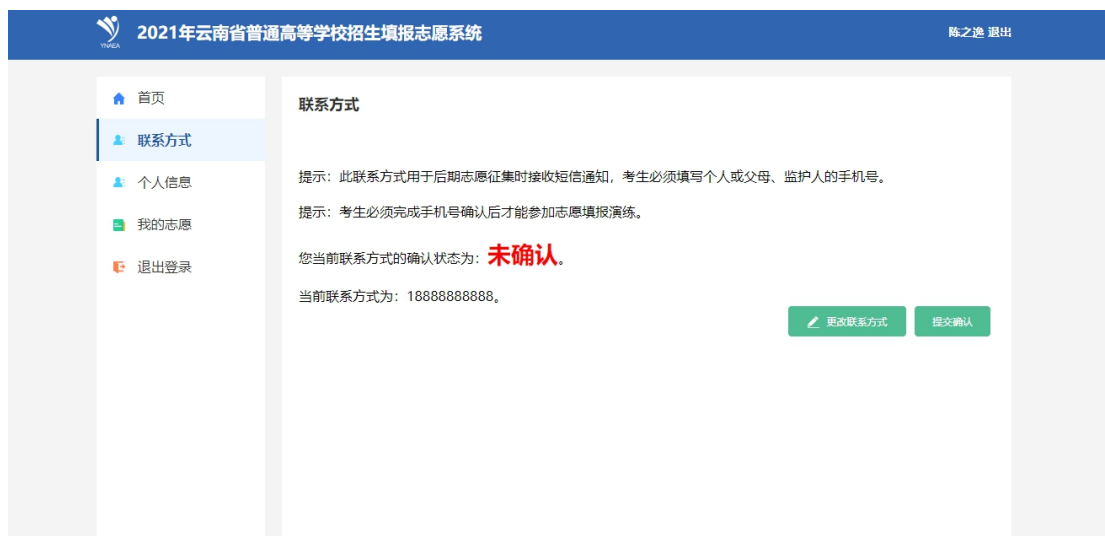 2021年云南省普通高等学校招生填报志愿系统
陈之逸 退出
YNAEA
首页
联系方式
个人信息
我的志愿
退出登录
联系方式
提示：此联系方式用于后期志愿征集时接收短信通知，考生必须填写个人或父母、监护人的手机号。
提示：考生必须完成手机号确认后才能参加志愿填报演练。
您当前联系方式的确认状态为：未确认。
当前联系方式为：18888888888。
更改联系方式
提交确认